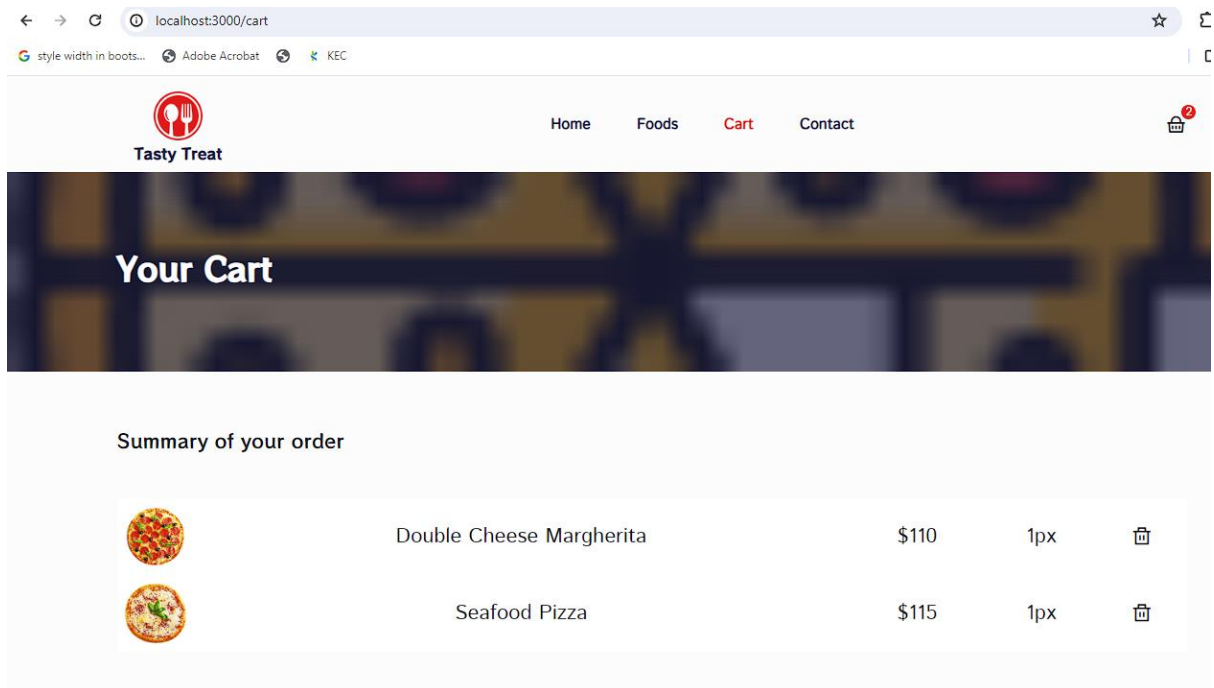 localhost:3000/cart
style width in boots... Adobe Acrobat KEC
Tasty Treat
Home Foods Cart Contact
2
Your Cart
Summary of your order
Double Cheese Margherita $110 1px
Seafood Pizza $115 1px